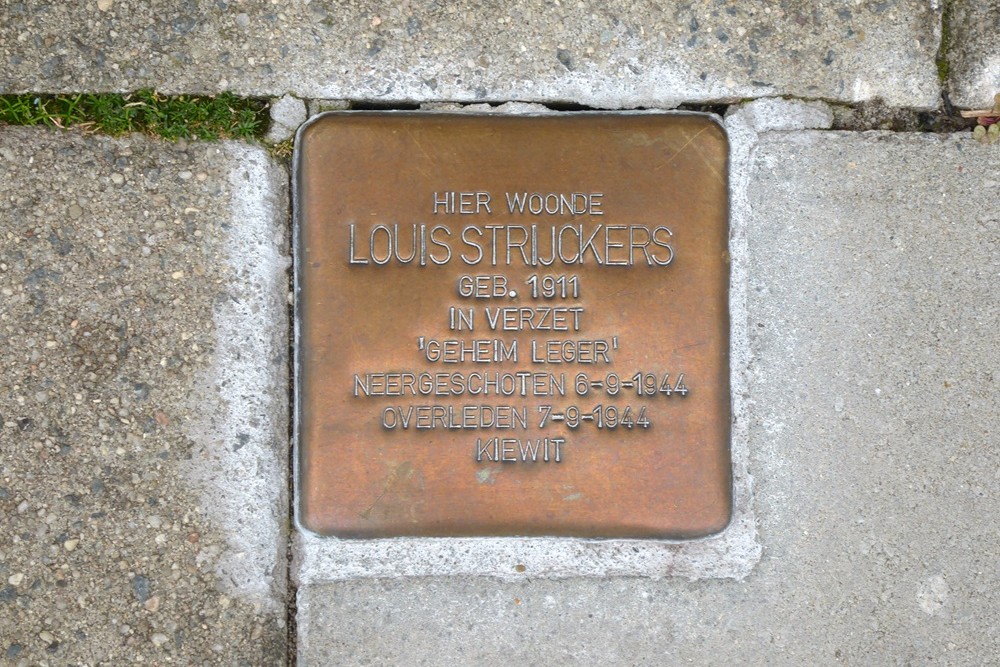 HIER WOONDE
LOUIS STRIJCKERS
GEB. 1911
IN VERZET
'GEHEIM LEGER'
NEERGESCHOTEN 6-9-1944
OVERLEDEN 7-9-1944
KIEWIT